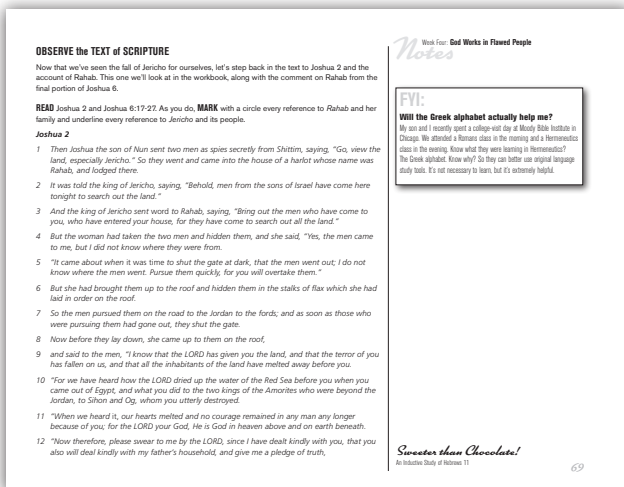 OBSERVE the TEXT of SCRIPTURE
Now that we've seen the fall of Jericho for ourselves, let's step back in the text to Joshua 2 and the
account of Rahab. This one we'll look at in the workbook, along with the comment on Rahab from the
final portion of Joshua 6.
READ Joshua 2 and Joshua 6:17-27. As you do, MARK with a circle every reference to Rahab and her
family and underline every reference to Jericho and its people.
Joshua 2
1 Then Joshua the son of Nun sent two men as spies secretly from Shittim, saying, "Go, view the
land, especially Jericho." So they went and came into the house of a harlot whose name was
Rahab, and lodged there.
2 It was told the king of Jericho, saying, "Behold, men from the sons of Israel have come here
tonight to search out the land."
3 And the king of Jericho sent word to Rahab, saying, "Bring out the men who have come to
you, who have entered your house, for they have come to search out all the land."
4 But the woman had taken the two men and hidden them, and she said, "Yes, the men came
to me, but I did not know where they were from.
5 "It came about when it was time to shut the gate at dark, that the men went out; I do not
know where the men went. Pursue them quickly, for you will overtake them."
6 But she had brought them up to the roof and hidden them in the stalks of flax which she had
laid in order on the roof.
7 So the men pursued them on the road to the Jordan to the fords; and as soon as those who
were pursuing them had gone out, they shut the gate.
8 Now before they lay down, she came up to them on the roof,
9 and said to the men, "I know that the LORD has given you the land, and that the terror of you
has fallen on us, and that all the inhabitants of the land have melted away before you.
10 "For we have heard how the LORD dried up the water of the Red Sea before you when you
came out of Egypt, and what you did to the two kings of the Amorites who were beyond the
Jordan, to Sihon and Og, whom you utterly destroyed.
11 "When we heard it, our hearts melted and no courage remained in any man any longer
because of you; for the LORD your God, He is God in heaven above and on earth beneath.
12 "Now therefore, please swear to me by the LORD, since I have dealt kindly with you, that you
also will deal kindly with my father's household, and give me a pledge of truth,
Week Four: God Works in Flawed People
Notes
FYI:
Will the Greek alphabet actually help me?
My son and I recently spent a college-visit day at Moody Bible Institute in
Chicago. We attended a Romans class in the morning and a Hermeneutics
class in the evening. Know what they were learning in Hermeneutics?
The Greek alphabet. Know why? So they can better use original language
study tools. It's not necessary to learn, but it's extremely helpful.
Sweeter than Chocolate!
An Inductive Study of Hebrews 11
69